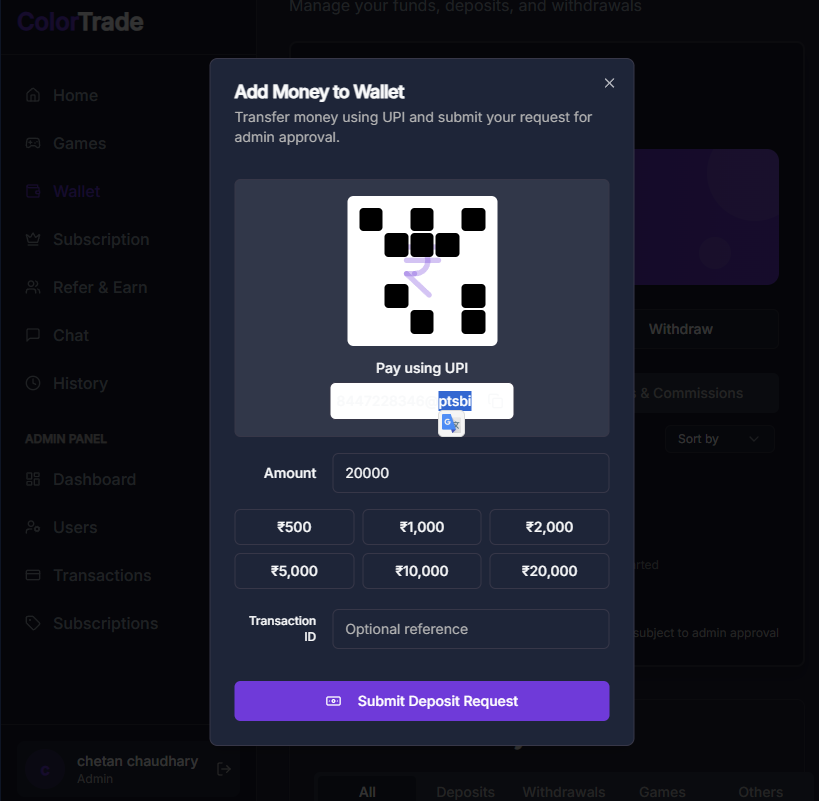 ColorTrade
Manage your funds, deposits, and withdrawals
Home
Games
Wallet
Subscription
Refer & Earn
Chat
History
ADMIN PANEL
Dashboard
Users
Transactions
Subscriptions
c
chetan chaudhary
Admin
Add Money to Wallet
Transfer money using UPI and submit your request for
admin approval.
₹
Pay using UPI
ptsbi
Amount
20000
₹500
₹1,000
₹2,000
₹5,000
₹10,000
₹20,000
Transaction
ID
Optional reference
Submit Deposit Request
Withdraw
& Commissions
Sort by
subject to admin approval
All
Deposits
Withdrawals
Games
Others